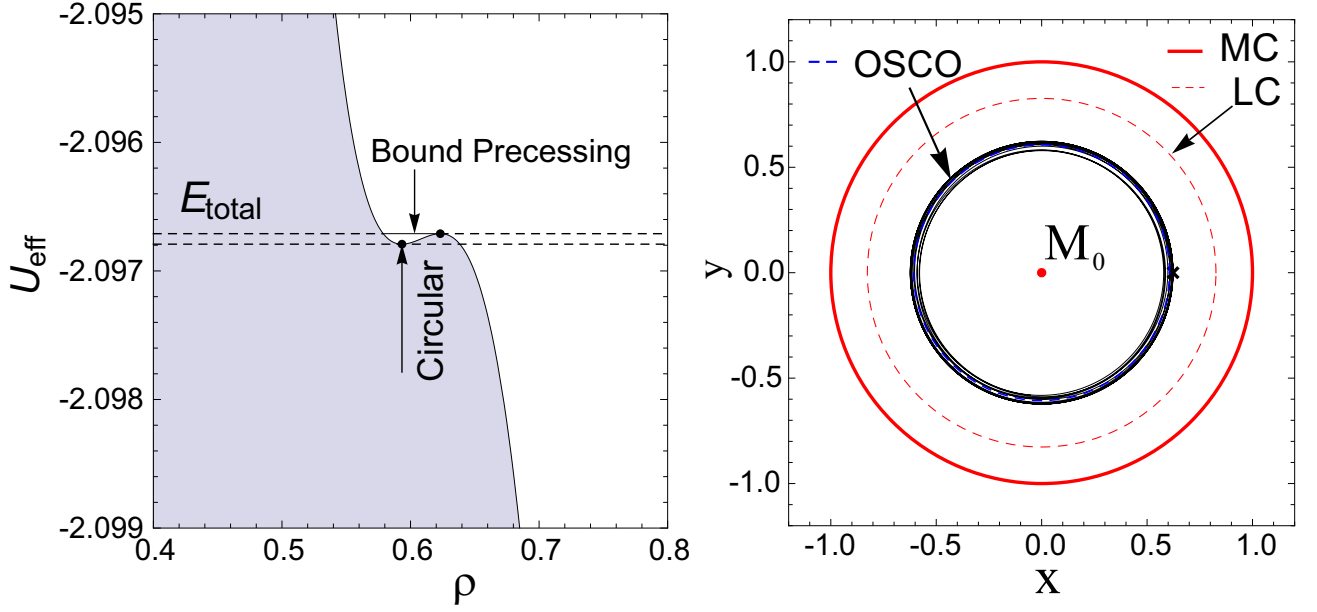 -2.095
-2.096
-2.097
-2.098
-2.099
U_eff
Bound Precessing
E_total
Circular
0.4 0.5 0.6 0.7 0.8
ρ
1.0
0.5
0.0
-0.5
-1.0
y
OSCO
MC
LC
M_0
-1.0 -0.5 0.0 0.5 1.0
x